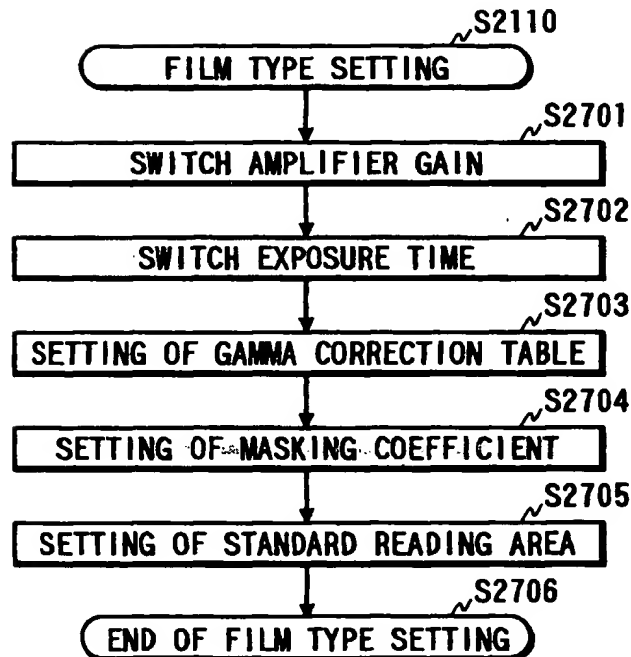 S2110
FILM TYPE SETTING
S2701
SWITCH AMPLIFIER GAIN
S2702
SWITCH EXPOSURE TIME
S2703
SETTING OF GAMMA CORRECTION TABLE
S2704
SETTING OF MASKING COEFFICIENT
S2705
SETTING OF STANDARD READING AREA
S2706
END OF FILM TYPE SETTING